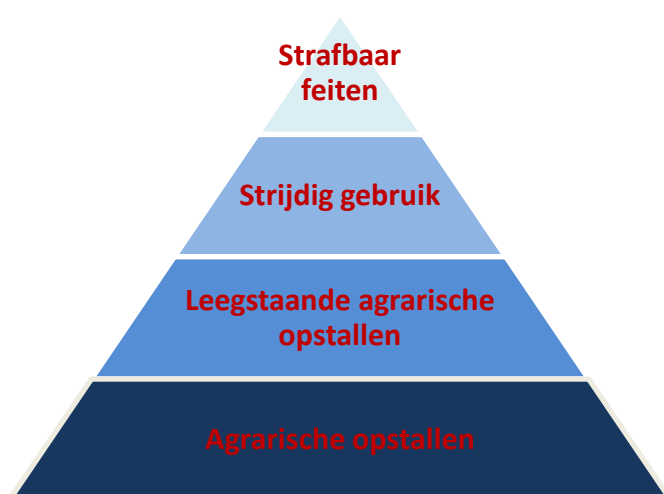 Strafbaar
feiten
Strijdig gebruik
Leegstaande agrarische
opstallen
Agrarische opstallen